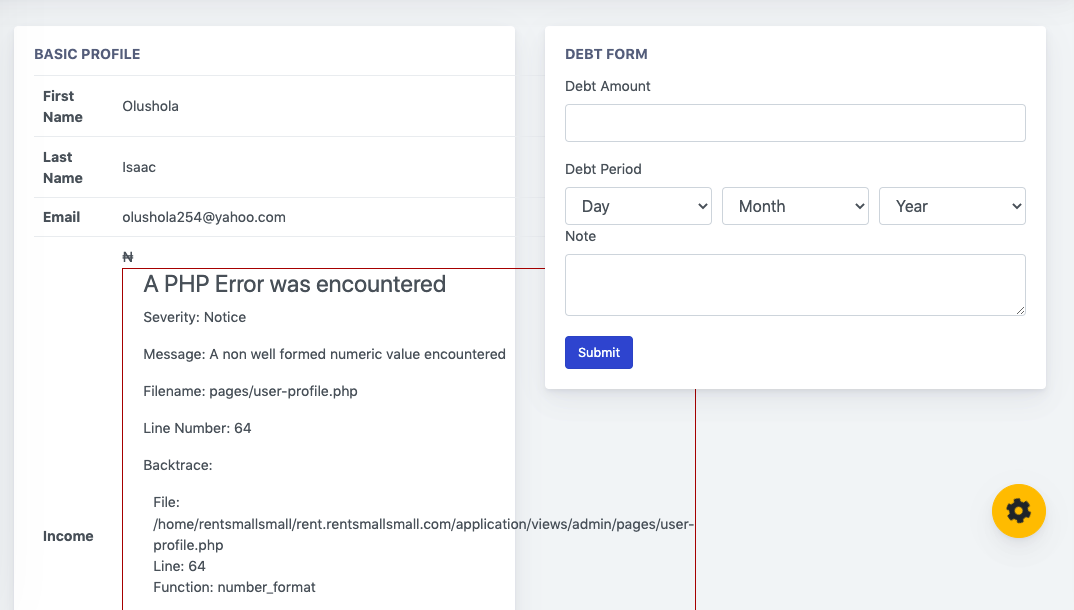 BASIC PROFILE
First
Name
Olushola
Last
Name
Isaac
Email
olushola254@yahoo.com
Income
₦
A PHP Error was encountered
Severity: Notice
Message: A non well formed numeric value encountered
Filename: pages/user-profile.php
Line Number: 64
Backtrace:
File:
/home/rentsmallsmall/rent.rentsmallsmall.com/application/views/admin/pages/user-
profile.php
Line: 64
Function: number_format
DEBT FORM
Debt Amount
Debt Period
Day
Month
Year
Note
Submit